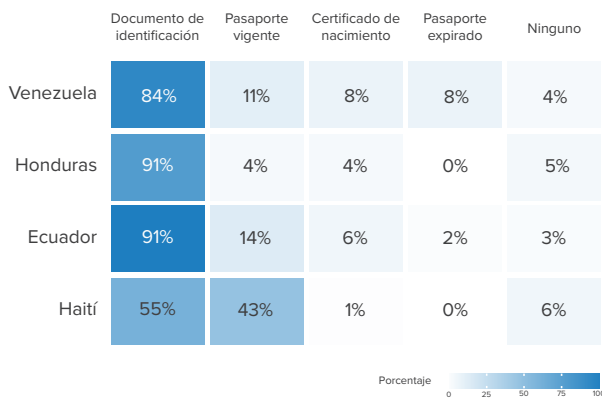 Documento de identificación
Pasaporte vigente
Certificado de nacimiento
Pasaporte expirado
Ninguno
Venezuela 84% 11% 8% 8% 4%
Honduras 91% 4% 4% 0% 5%
Ecuador 91% 14% 6% 2% 3%
Haití 55% 43% 1% 0% 6%
Porcentaje
0 25 50 75 100